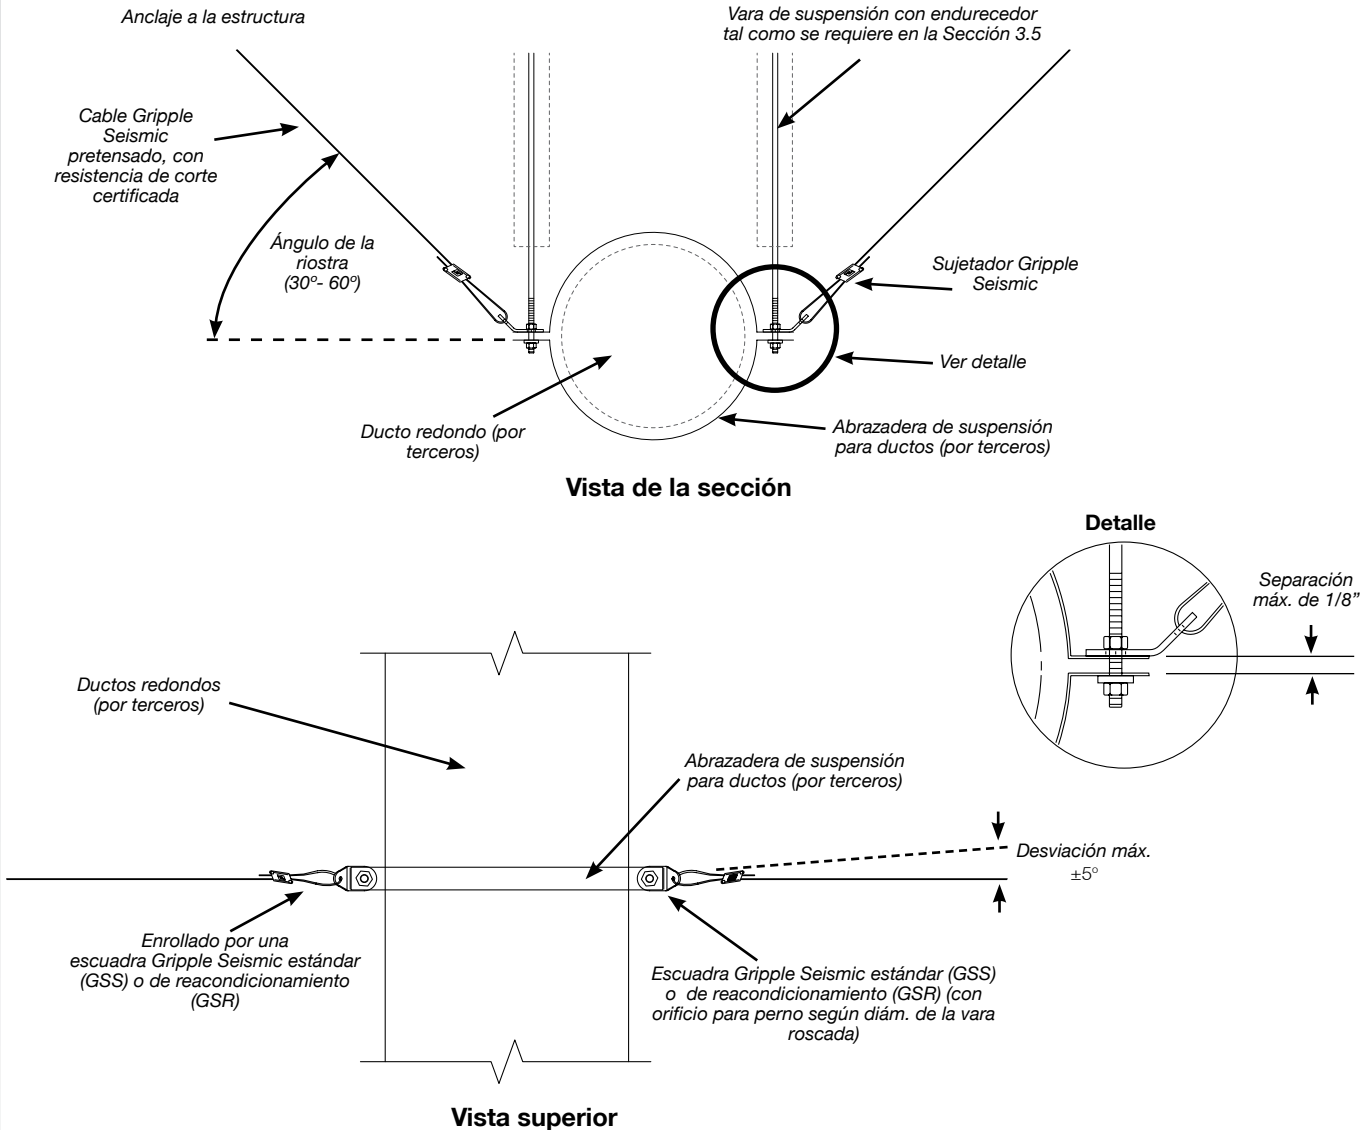 Anclaje a la estructura
Vara de suspensión con endurecedor
tal como se requiere en la Sección 3.5
Cable Gripple
Seismic
pretensado, con
resistencia de corte
certificada
Ángulo de la
riostra
(30º- 60º)
Sujetador Gripple
Seismic
Ver detalle
Ducto redondo (por
terceros)
Abrazadera de suspensión
para ductos (por terceros)
Vista de la sección
Detalle
Separación
máx. de 1/8”
Ductos redondos
(por terceros)
Abrazadera de suspensión
para ductos (por terceros)
Desviación máx.
±5°
Enrollado por una
escuadra Gripple Seismic estándar
(GSS) o de reacondicionamiento
(GSR)
Escuadra Gripple Seismic estándar (GSS)
o de reacondicionamiento (GSR) (con
orificio para perno según diám. de la vara
roscada)
Vista superior